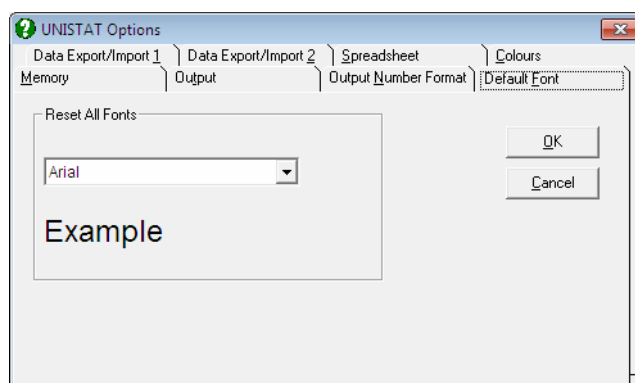 UNISTAT Options
Data Export/Import 1 Data Export/Import 2 Spreadsheet Colours
Memory Output Output Number Format Default Font
Reset All Fonts
OK
Arial
Cancel
Example